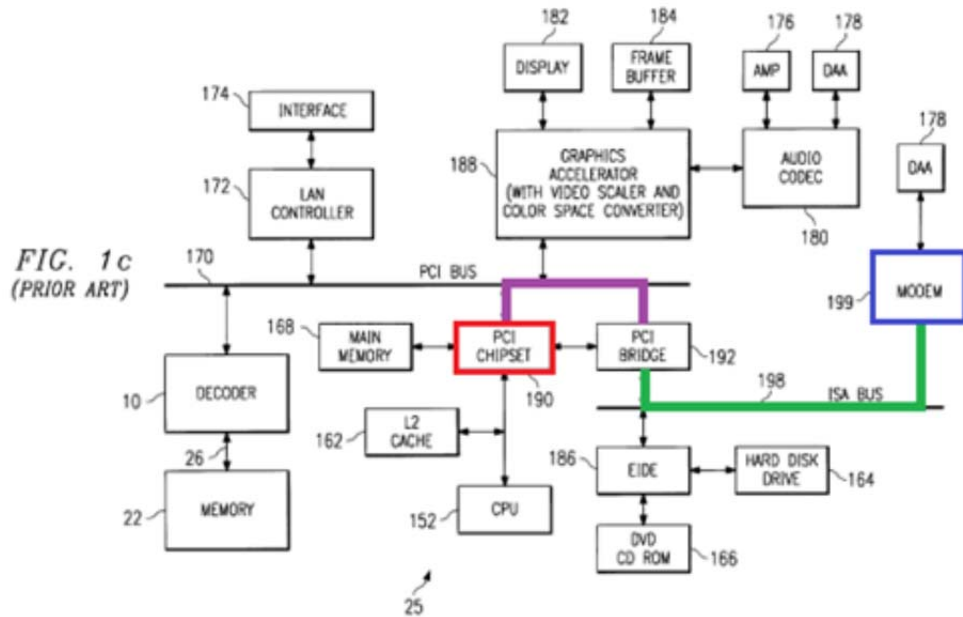 182
184
176
178
DISPLAY
FRAME
BUFFER
AMP
DAA
174
INTERFACE
178
188
GRAPHICS
ACCELERATOR
(WITH VIDEO SCALER AND
COLOR SPACE CONVERTER)
AUDIO
CODEC
DAA
172
LAN
CONTROLLER
180
FIG. 1c
(PRIOR ART)
170
PCI BUS
199
MODEM
168
MAIN
MEMORY
PCI
CHIPSET
PCI
BRIDGE
192
190
198
ISA BUS
10
DECODER
162
L2
CACHE
26
186
EIDE
HARD DISK
DRIVE
164
22
MEMORY
152
CPU
DVD
CD ROM
166
25